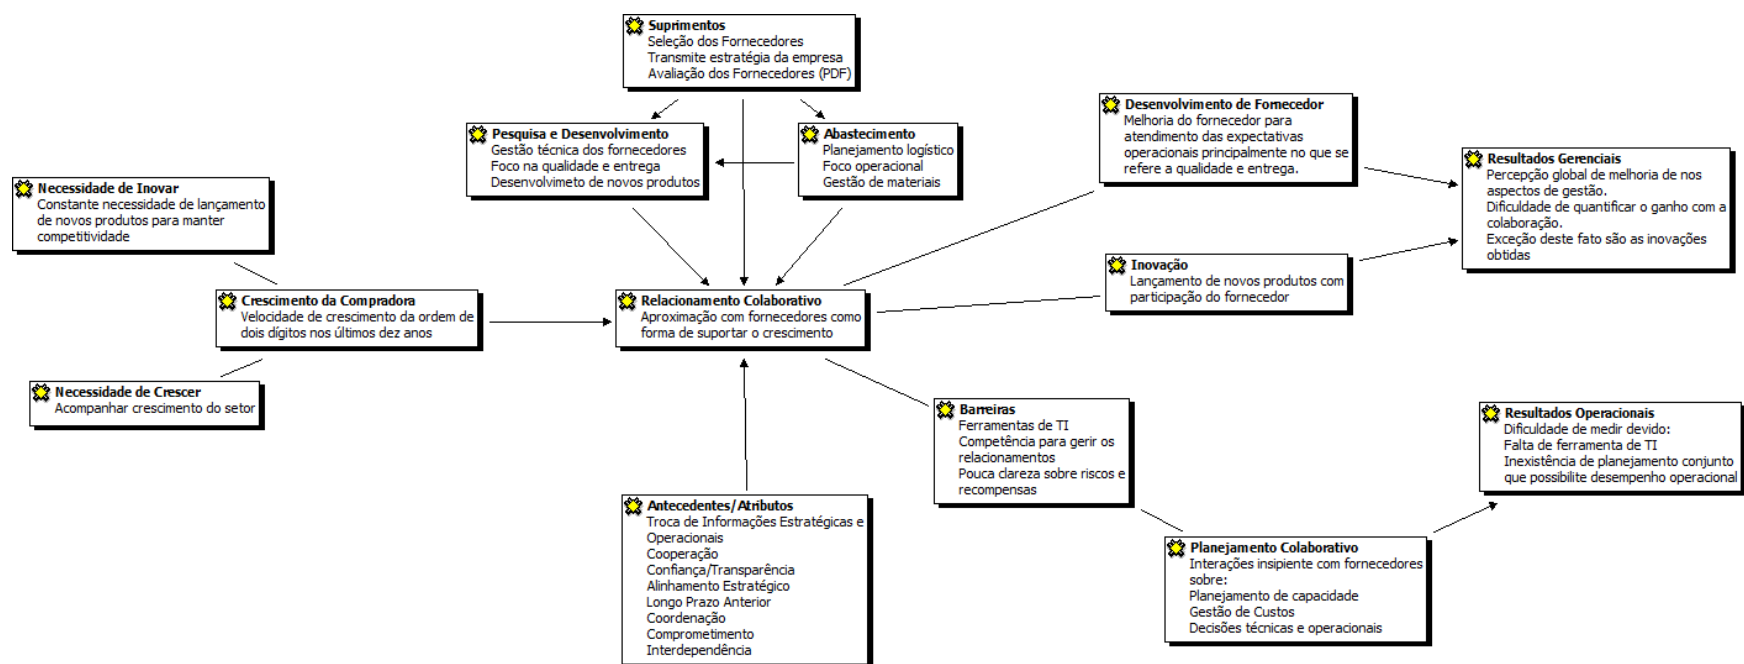 Suprimentos
Seleção dos Fornecedores
Transmite estratégia da empresa
Avaliação dos Fornecedores (PDF)
Pesquisa e Desenvolvimento
Gestão técnica dos fornecedores
Foco na qualidade e entrega
Desenvolvimeto de novos produtos
Abastecimento
Planejamento logístico
Foco operacional
Gestão de materiais
Desenvolvimento de Fornecedor
Melhoria do fornecedor para
atendimento das expectativas
operacionais principalmente no que se
refere a qualidade e entrega.
Resultados Gerenciais
Percepção global de melhoria de nos
aspectos de gestão.
Dificuldade de quantificar o ganho com a
colaboração.
Exceção deste fato são as inovações
obtidas
Necessidade de Inovar
Constante necessidade de lançamento
de novos produtos para manter
competitividade
Inovação
Lançamento de novos produtos com
participação do fornecedor
Crescimento da Compradora
Velocidade de crescimento da ordem de
dois dígitos nos últimos dez anos
Relacionamento Colaborativo
Aproximação com fornecedores como
forma de suportar o crescimento
Necessidade de Crescer
Acompanhar crescimento do setor
Barreiras
Ferramentas de TI
Competência para gerir os
relacionamentos
Pouca clareza sobre riscos e
recompensas
Resultados Operacionais
Dificuldade de medir devido:
Falta de ferramenta de TI
Inexistência de planejamento conjunto
que possibilite desempenho operacional
Antecedentes/Atributos
Troca de Informações Estratégicas e
Operacionais
Cooperação
Confiança/Transparência
Alinhamento Estratégico
Longo Prazo Anterior
Coordenação
Comprometimento
Interdependência
Planejamento Colaborativo
Interações insipiente com fornecedores
sobre:
Planejamento de capacidade
Gestão de Custos
Decisões técnicas e operacionais